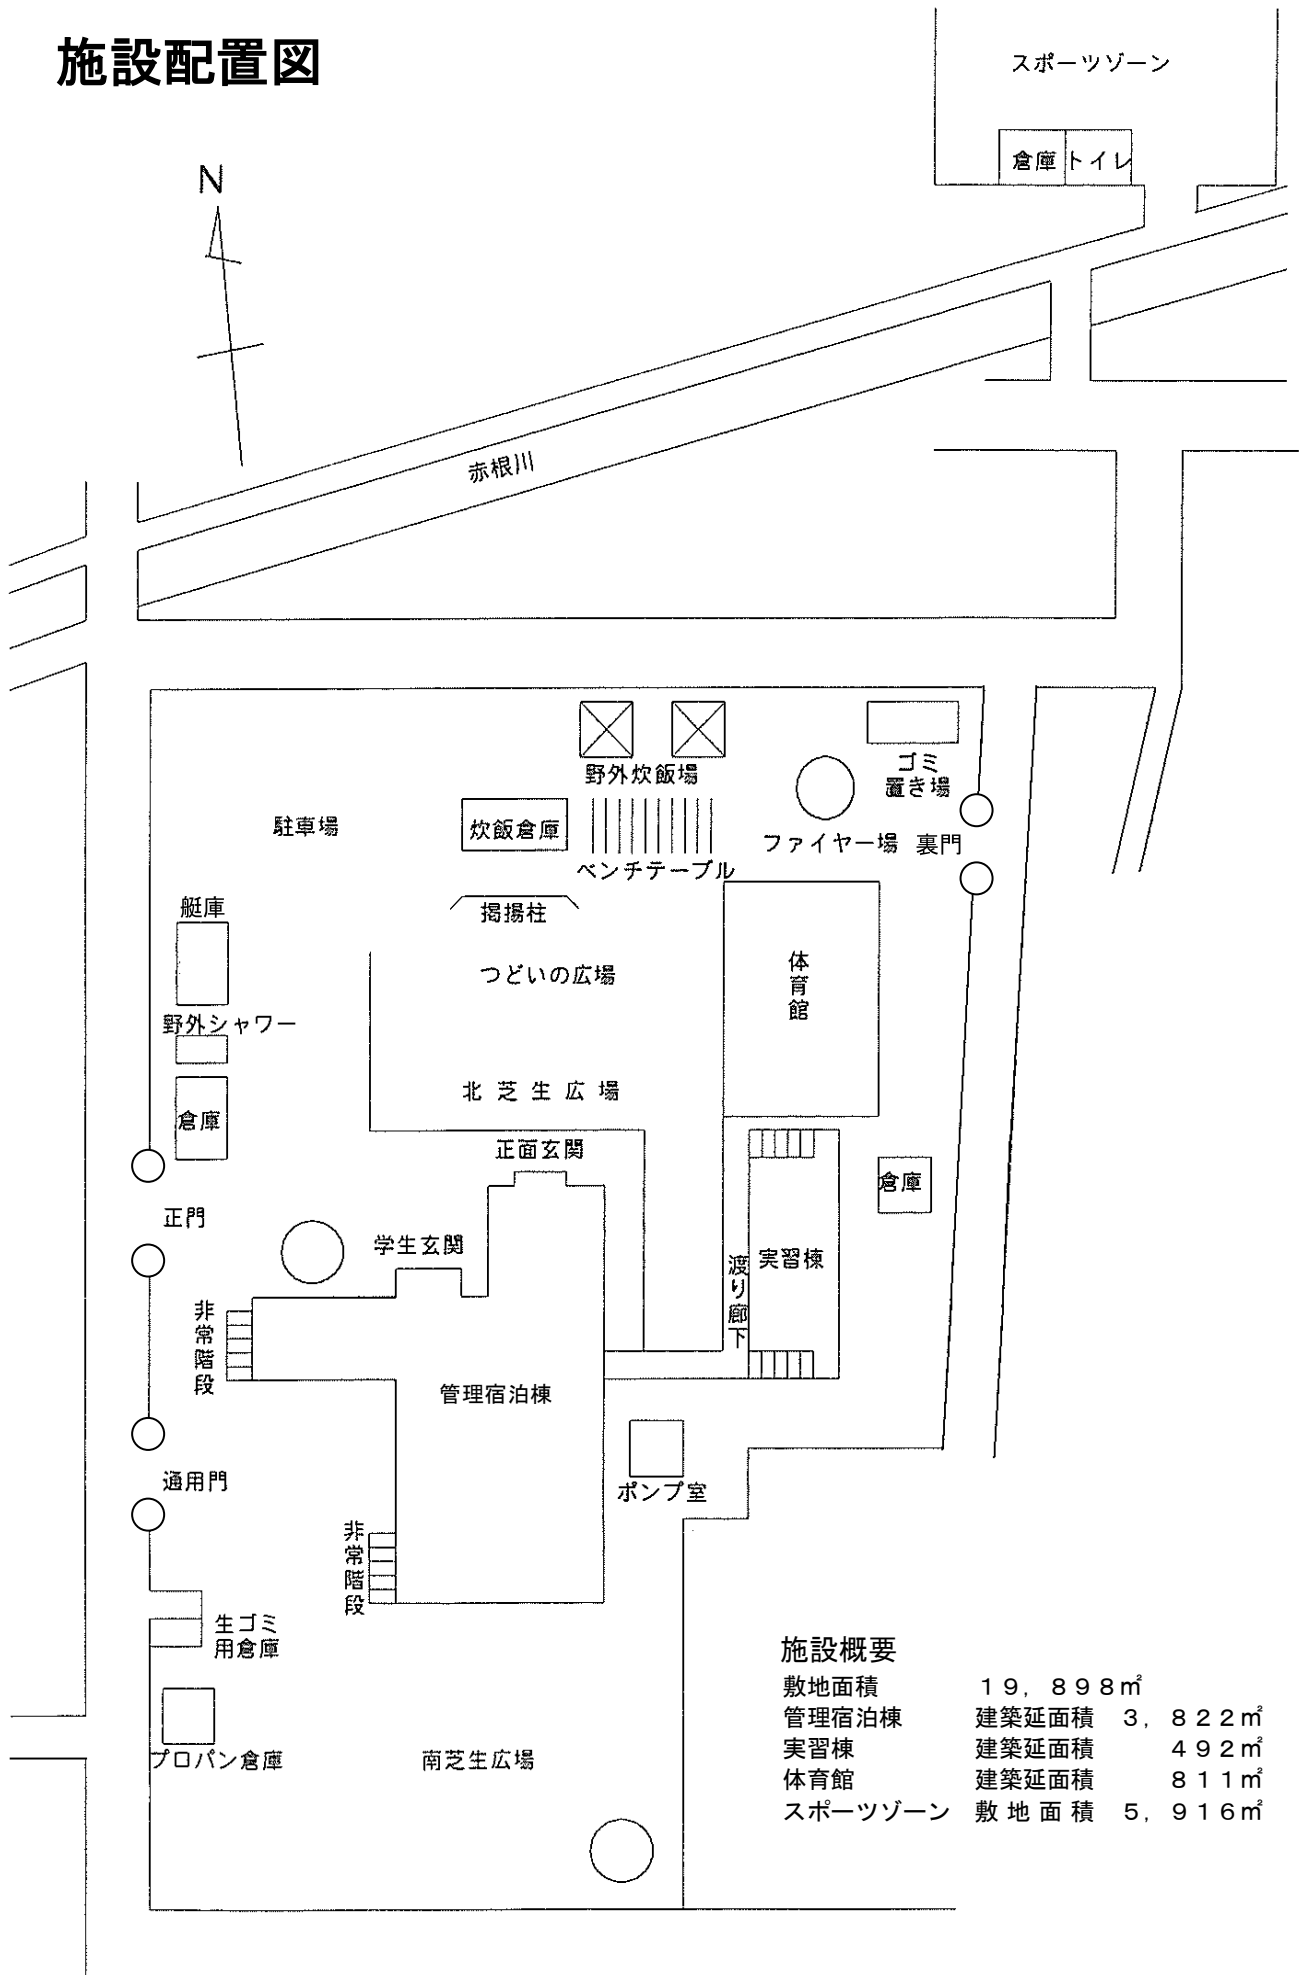 施設配置図
スポーツゾーン
倉庫
トイレ
N
赤根川
野外炊飯場
ゴミ
置き場
駐車場
炊飯倉庫
ベンチテーブル
ファイヤー場
裏門
艇庫
掲揚柱
つどいの広場
体育館
野外シャワー
北芝生広場
倉庫
正面玄関
倉庫
正門
学生玄関
渡り廊下
実習棟
非常階段
管理宿泊棟
通用門
ポンプ室
非常階段
生ゴミ
用倉庫
プロパン倉庫
南芝生広場
施設概要
敷地面積 19,898㎡
管理宿泊棟 建築延面積 3,822㎡
実習棟 建築延面積 492㎡
体育館 建築延面積 811㎡
スポーツゾーン 敷地面積 5,916㎡